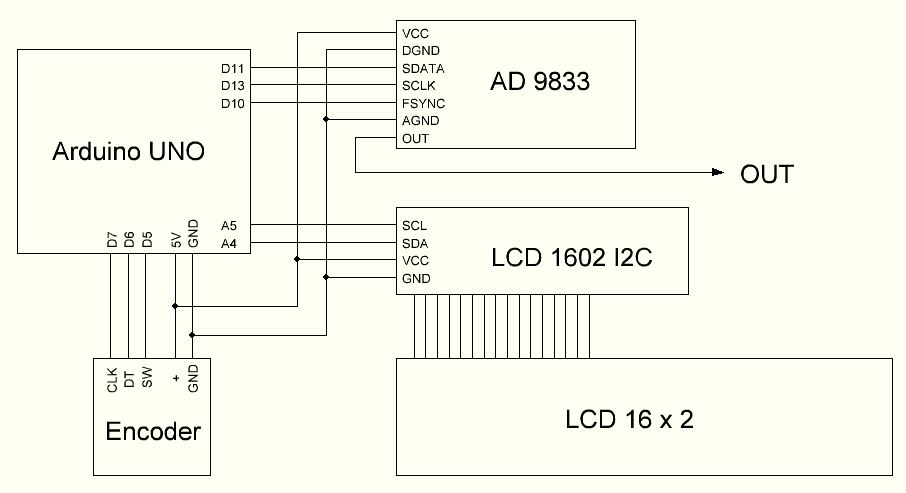 VCC
DGND
D11
SDATA
AD 9833
D13
SCLK
D10
FSYNC
AGND
OUT
Arduino UNO
OUT
D7
D6
D5
5V
GND
A5
SCL
A4
SDA
VCC
LCD 1602 I2C
GND
CLK
DT
SW
+
GND
Encoder
LCD 16 x 2